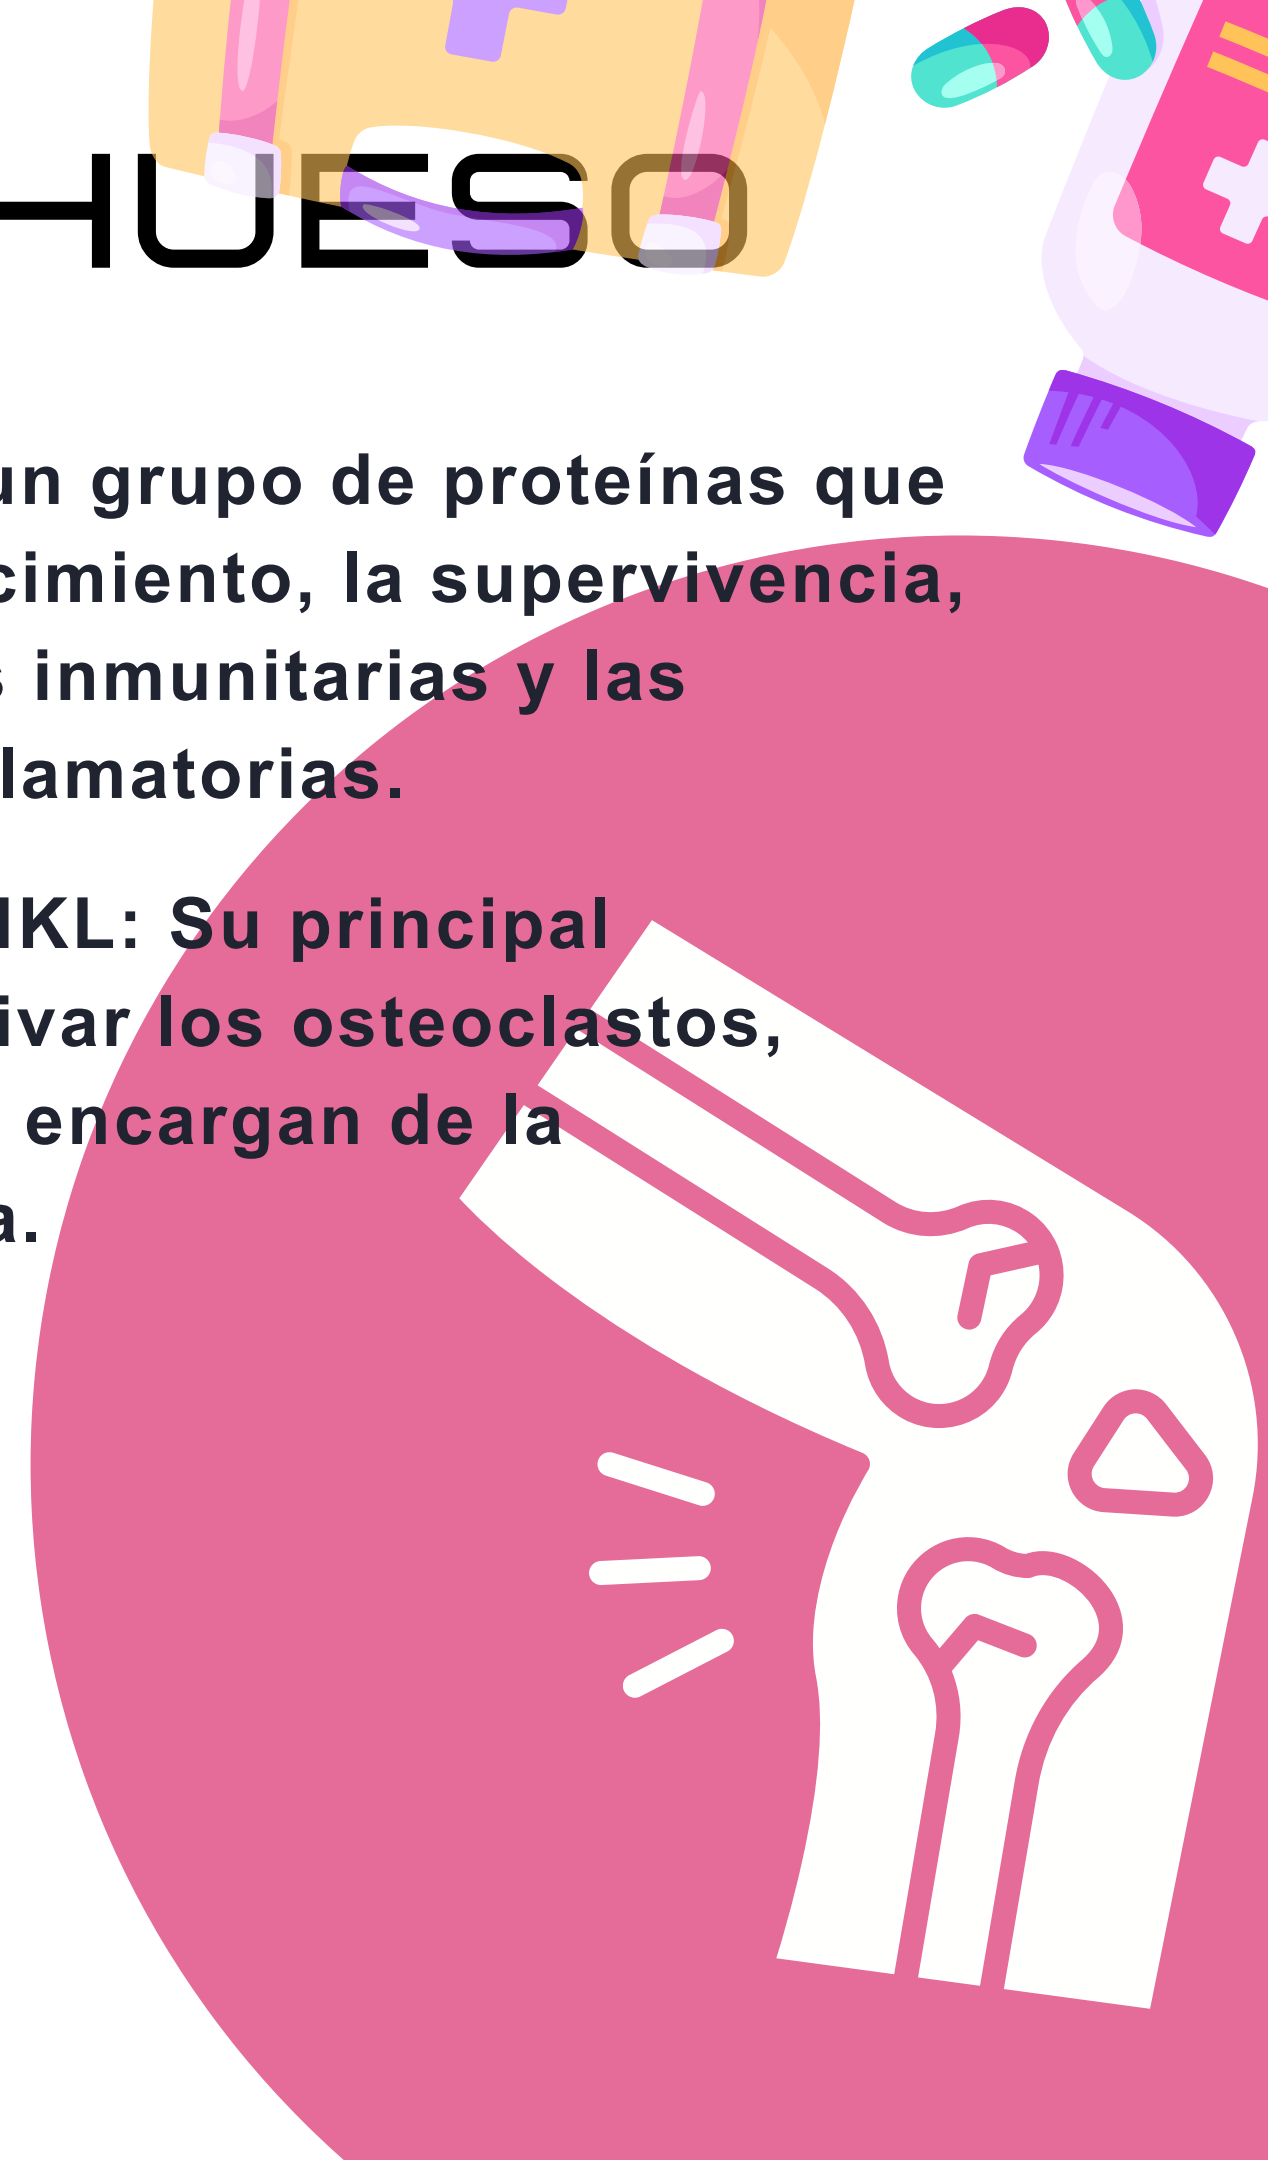 HUESO
un grupo de proteínas que
cimiento, la supervivencia,
s inmunitarias y las
lamatorias.
NKL: Su principal
ivar los osteoclastos,
encargan de la
a.